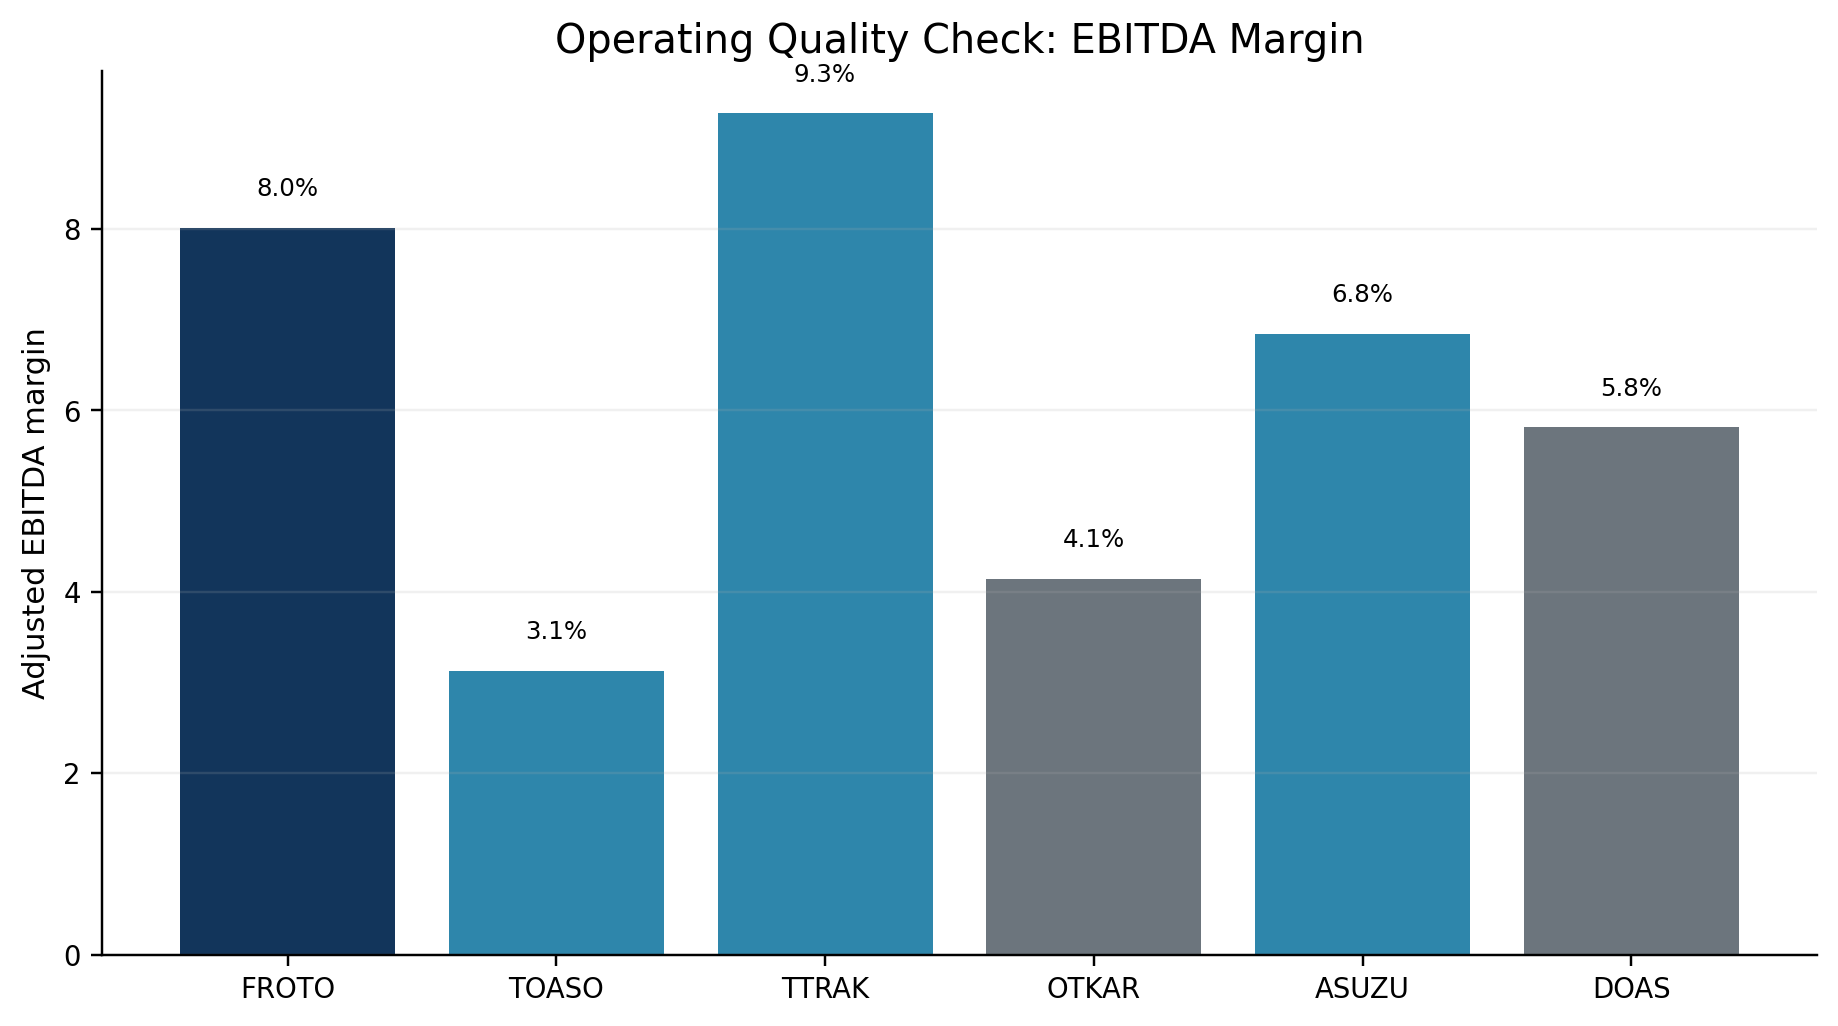 Operating Quality Check: EBITDA Margin
9.3%
8.0%
6.8%
5.8%
4.1%
3.1%
Adjusted EBITDA margin
8
6
4
2
0
FROTO
TOASO
TTRAK
OTKAR
ASUZU
DOAS